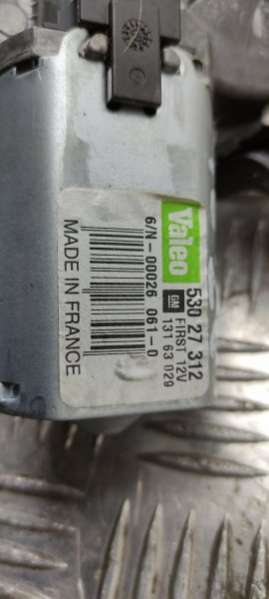 Valeo
530 27 312
GM
FIRST 12V
131 63 029
6/N-00026 061-0
MADE IN FRANCE